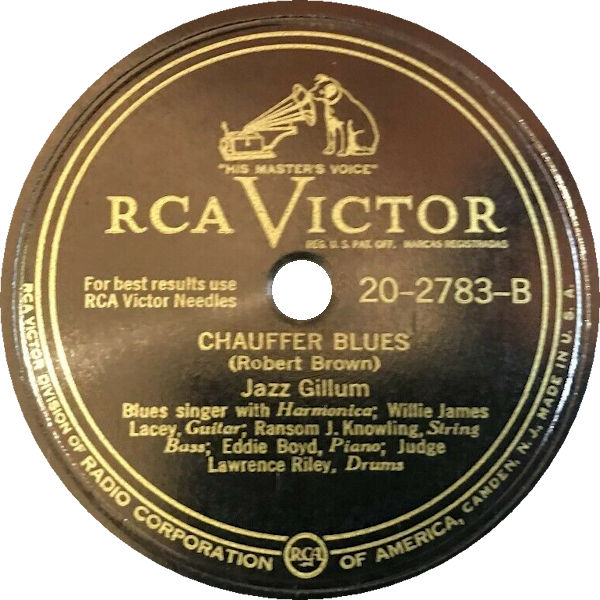 "HIS MASTER'S VOICE"
RCA VICTOR
REG. U. S. PAT. OFF. MARCAS REGISTRADAS
For best results use
RCA Victor Needles
20-2783-B
CHAUFFER BLUES
(Robert Brown)
Jazz Gillum
Blues singer with Harmonica; Willie James
Lacey, Guitar; Ransom J. Knowling, String
Bass; Eddie Boyd, Piano; Judge
Lawrence Riley, Drums
RCA VICTOR DIVISION OF RADIO CORPORATION OF AMERICA, CAMDEN, N. J., MADE IN U. S. A.
RCA